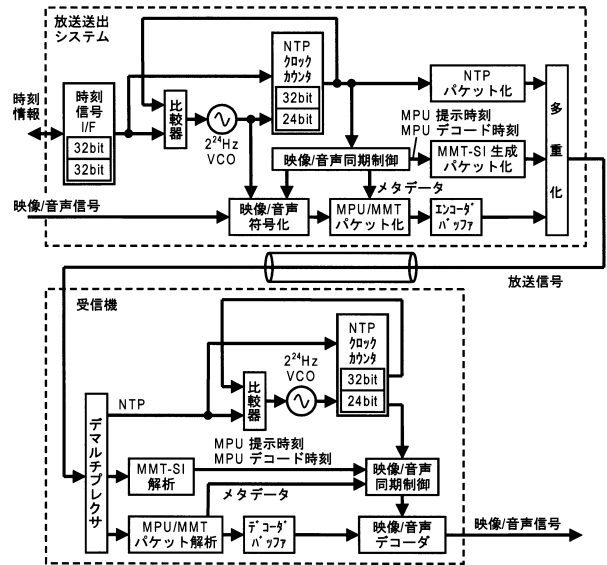 放送送出
システム
時刻
情報
時刻
信号
I/F
32bit
32bit
比較器
2²⁴Hz
VCO
NTP
クロック
カウンタ
32bit
24bit
NTP
パケット化
MPU 提示時刻
MPU デコード時刻
映像/音声同期制御
MMT-SI 生成
パケット化
多重化
メタデータ
映像/音声信号
映像/音声
符号化
MPU/MMT
パケット化
エンコーダ
バッファ
放送信号
受信機
NTP
クロック
カウンタ
32bit
24bit
2²⁴Hz
VCO
比較器
NTP
デマルチプレクサ
MPU 提示時刻
MPU デコード時刻
MMT-SI
解析
映像/音声
同期制御
メタデータ
MPU/MMT
パケット解析
デコーダ
バッファ
映像/音声
デコーダ
映像/音声信号